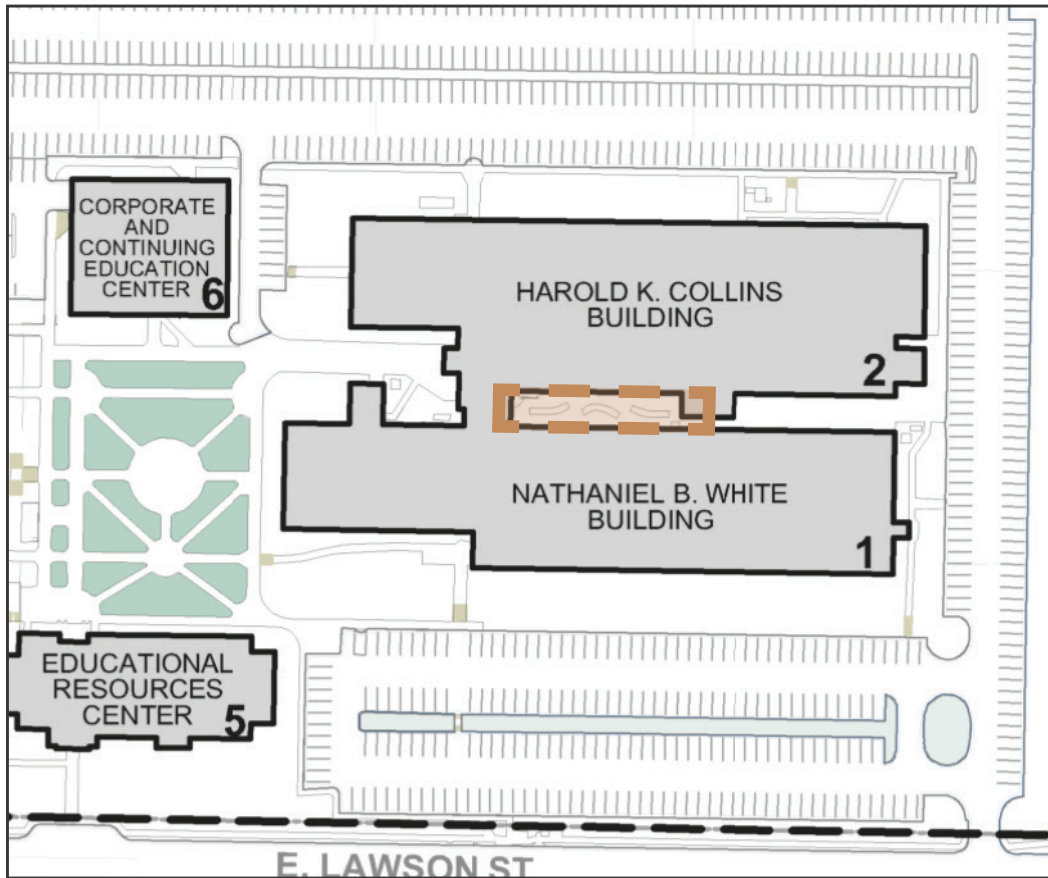 CORPORATE
AND
CONTINUING
EDUCATION
CENTER
6
HAROLD K. COLLINS
BUILDING
2
NATHANIEL B. WHITE
BUILDING
1
EDUCATIONAL
RESOURCES
CENTER
5
E. LAWSON ST